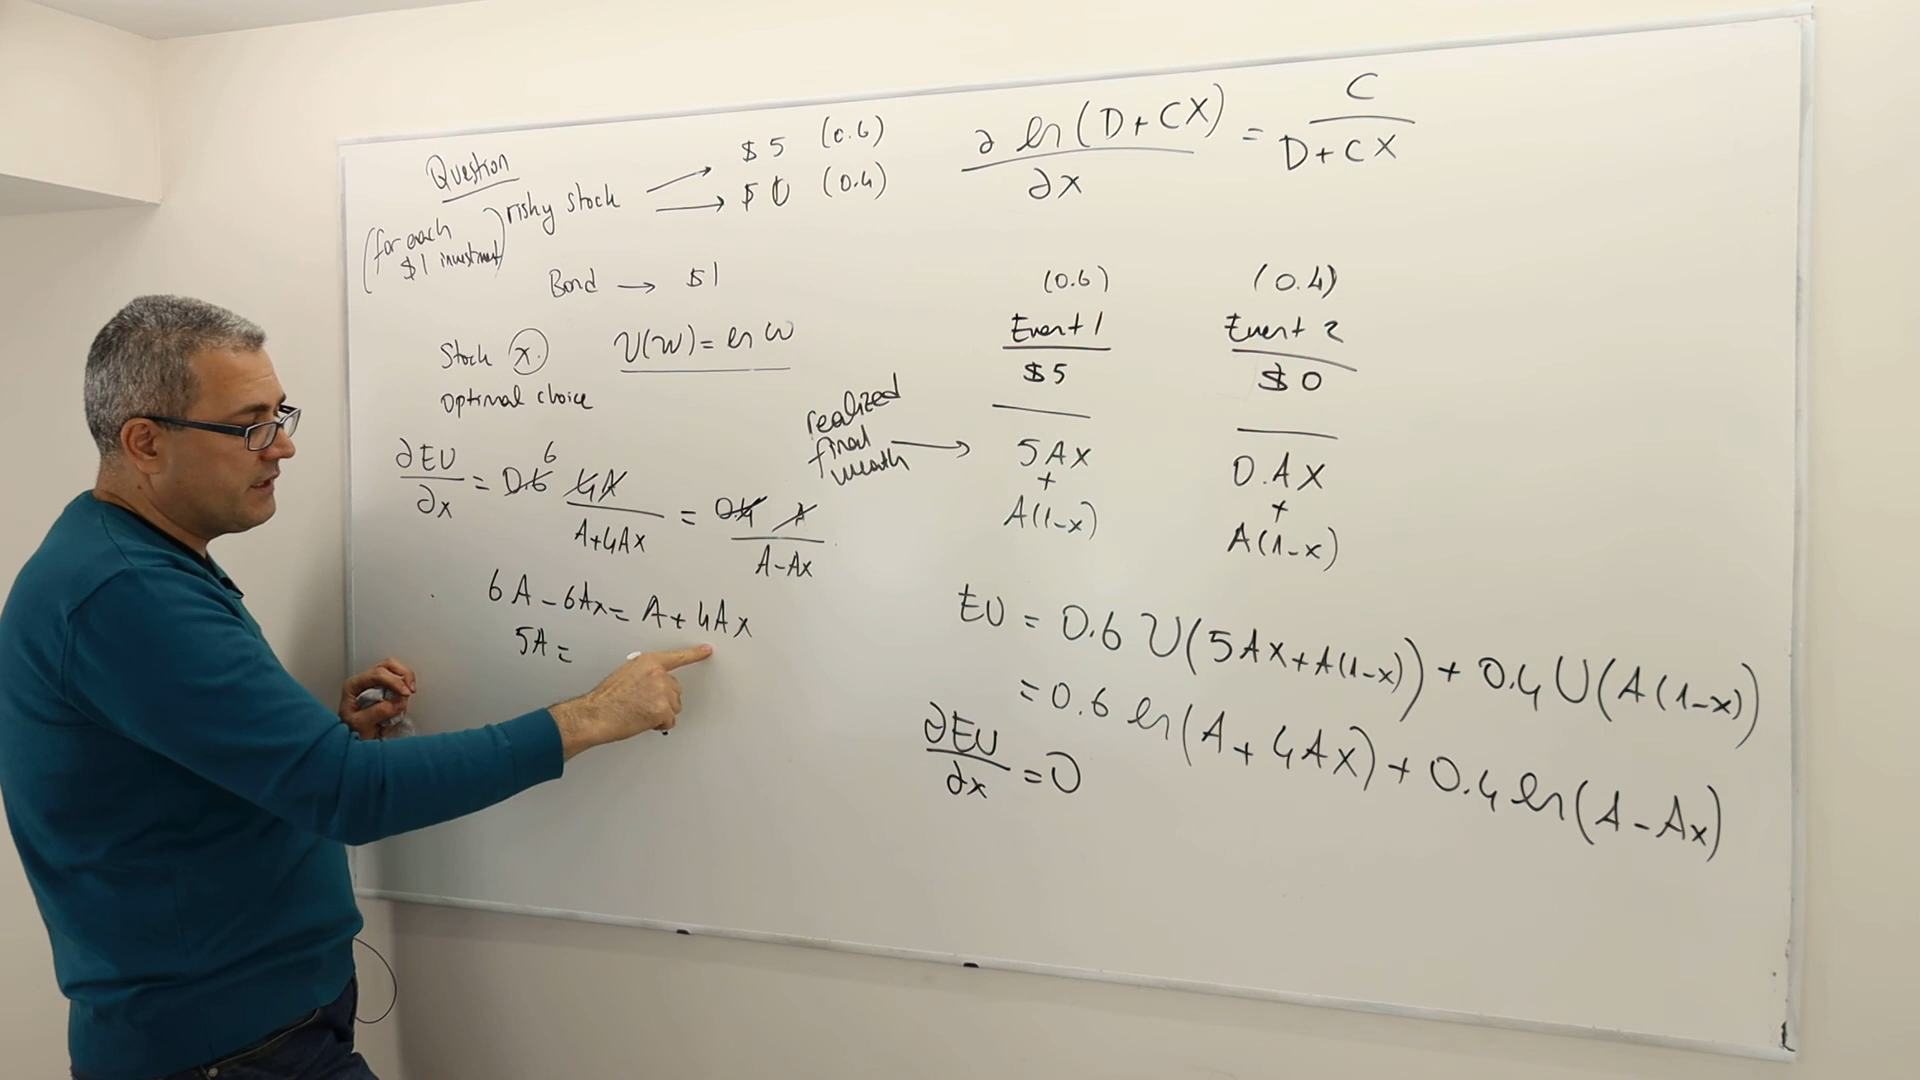 Question
(for each $1 investment) risky stock → $5 (0.6)
→ $0 (0.4)
Bond → $1
Stock x. U(W) = ln W
optimal choice
∂EU/∂x = 0.6 6 4A/(A+4Ax) = 0.4 A/(A-Ax)
6A - 6Ax = A + 4Ax
5A =
∂ ln(D+CX)/∂x = C/(D+CX)
(0.6) (0.4)
Event 1 Event 2
$5 $0
realized final wealth → 5Ax 0.Ax
+ +
A(1-x) A(1-x)
EU = 0.6 U(5Ax+A(1-x)) + 0.4 U(A(1-x))
= 0.6 ln(A+4Ax) + 0.4 ln(A-Ax)
∂EU/∂x = 0